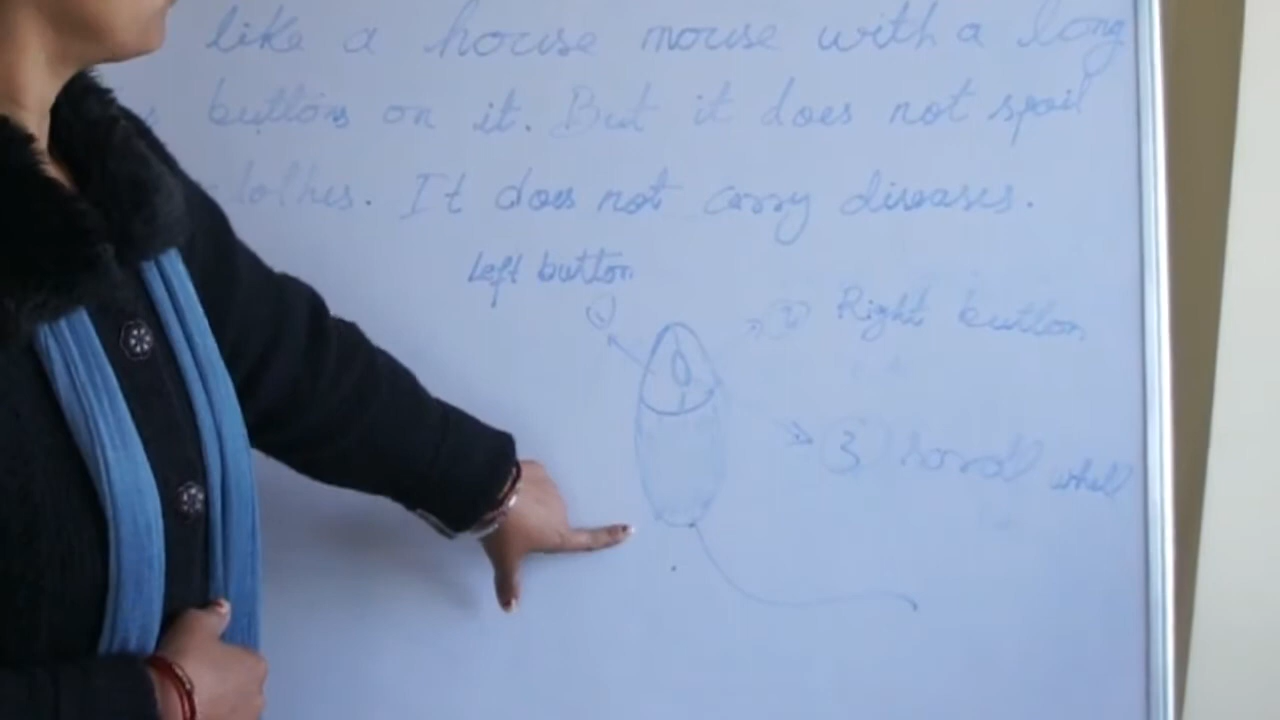 like a house mouse with a long
buttons on it. But it does not spoil
clothes. It does not carry diseases.
Left button
1
2 Right button
3 scroll